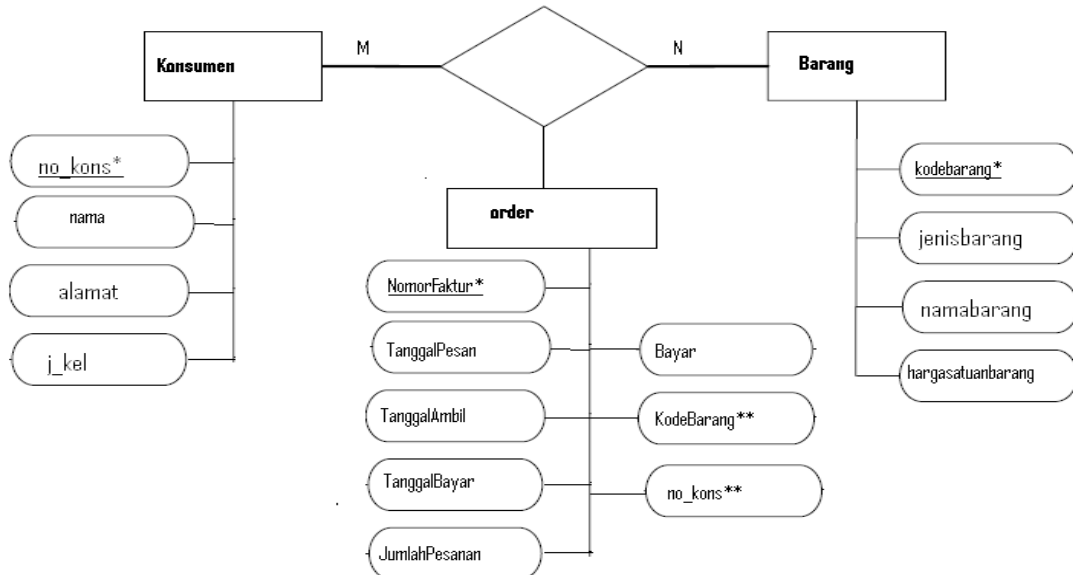 Konsumen
M
N
Barang
no_kons*
nama
alamat
j_kel
order
NomorFaktur*
TanggalPesan
TanggalAmbil
TanggalBayar
JumlahPesanan
Bayar
KodeBarang**
no_kons**
kodebarang*
jenisbarang
namabarang
hargasatuanbarang